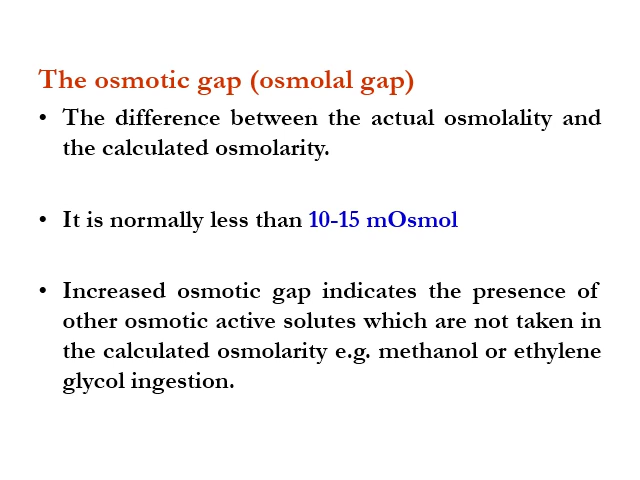 The osmotic gap (osmolal gap)
• The difference between the actual osmolality and
the calculated osmolarity.
• It is normally less than 10-15 mOsmol
• Increased osmotic gap indicates the presence of
other osmotic active solutes which are not taken in
the calculated osmolarity e.g. methanol or ethylene
glycol ingestion.